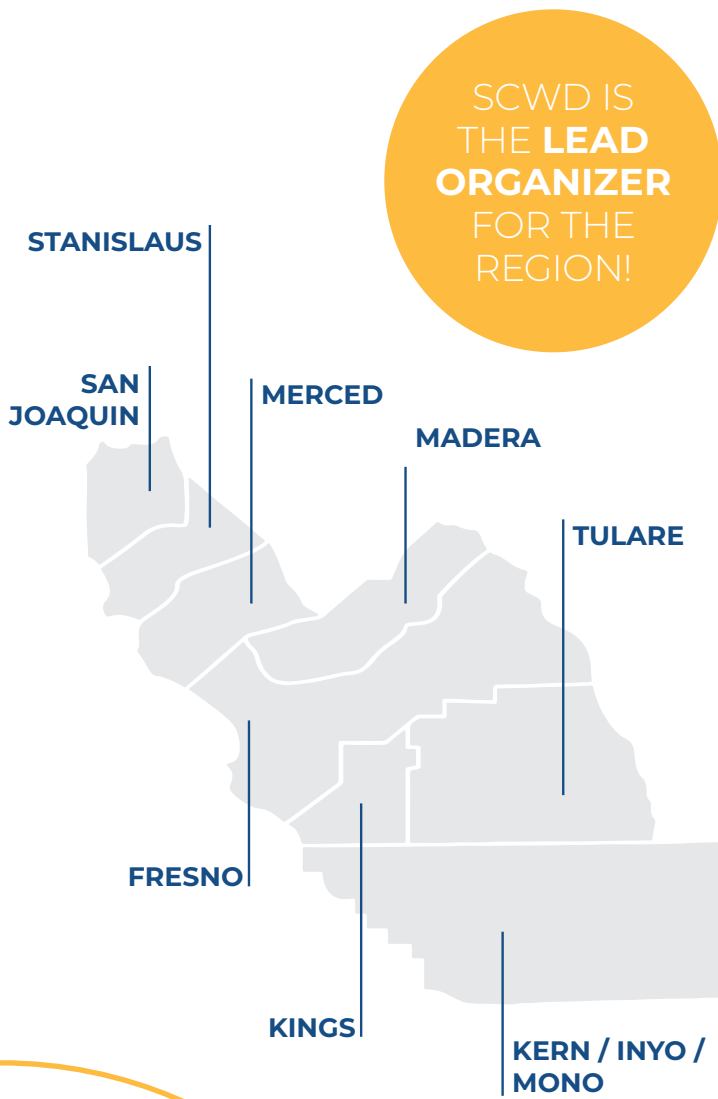 SCWD IS
THE LEAD
ORGANIZER
FOR THE
REGION!
STANISLAUS
SAN
JOAQUIN
MERCED
MADERA
TULARE
FRESNO
KINGS
KERN / INYO /
MONO